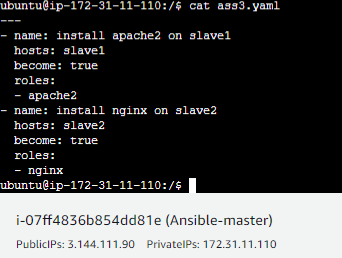 ubuntu@ip-172-31-11-110:/$ cat ass3.yaml
---
- name: install apache2 on slave1
  hosts: slave1
  become: true
  roles:
  - apache2
- name: install nginx on slave2
  hosts: slave2
  become: true
  roles:
  - nginx
ubuntu@ip-172-31-11-110:/$
i-07ff4836b854dd81e (Ansible-master)
PublicIPs: 3.144.111.90 PrivateIPs: 172.31.11.110